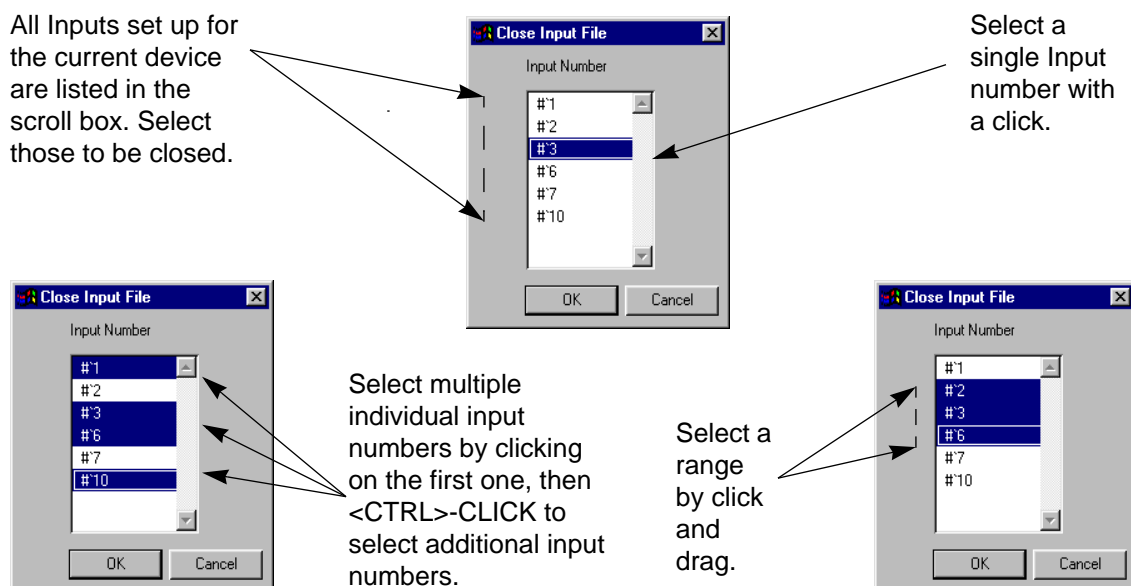 All Inputs set up for
the current device
are listed in the
scroll box. Select
those to be closed.
Close Input File
Input Number
#`1
#`2
#`3
#`6
#`7
#`10
OK
Cancel
Select a
single Input
number with
a click.
Close Input File
Input Number
#`1
#`2
#`3
#`6
#`7
#`10
OK
Cancel
Select multiple
individual input
numbers by clicking
on the first one, then
<CTRL>-CLICK to
select additional input
numbers.
Select a
range
by click
and
drag.
Close Input File
Input Number
#`1
#`2
#`3
#`6
#`7
#`10
OK
Cancel